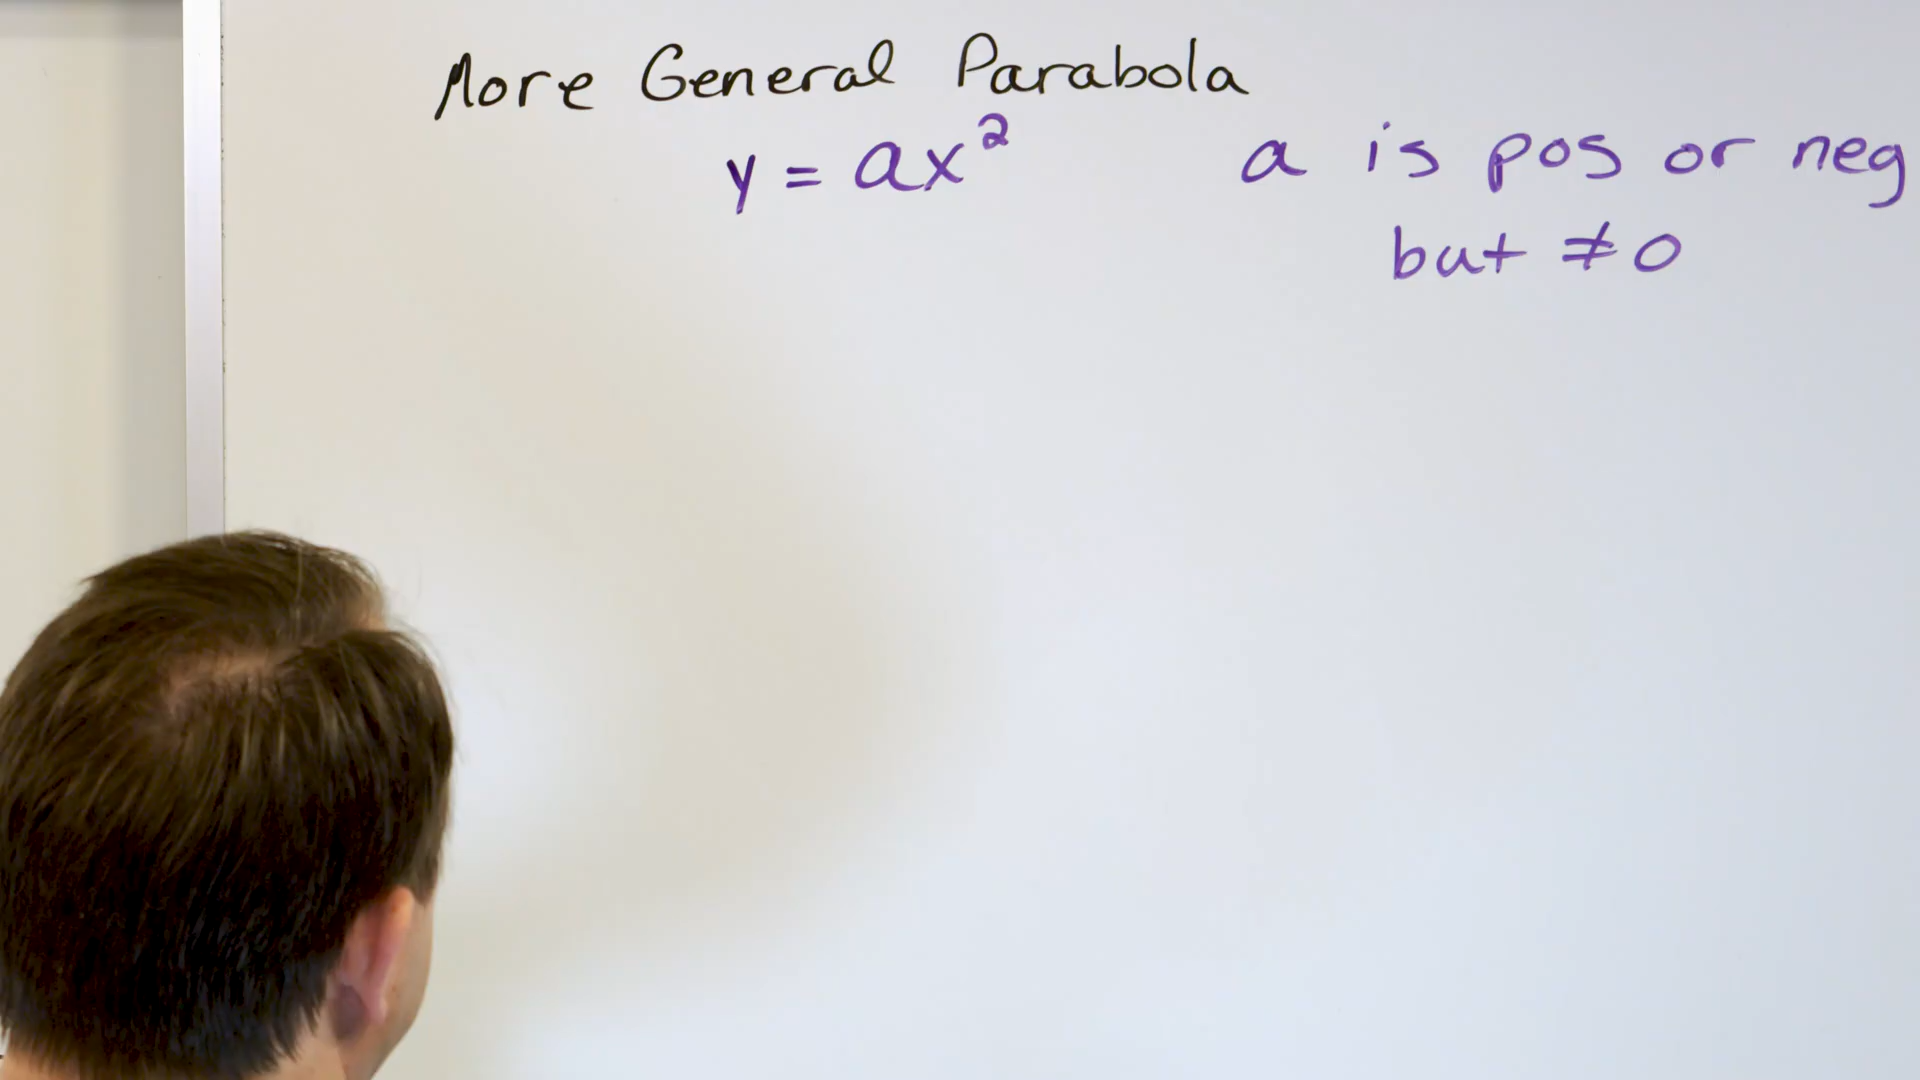 More General Parabola
y = ax² a is pos or neg
but ≠ 0